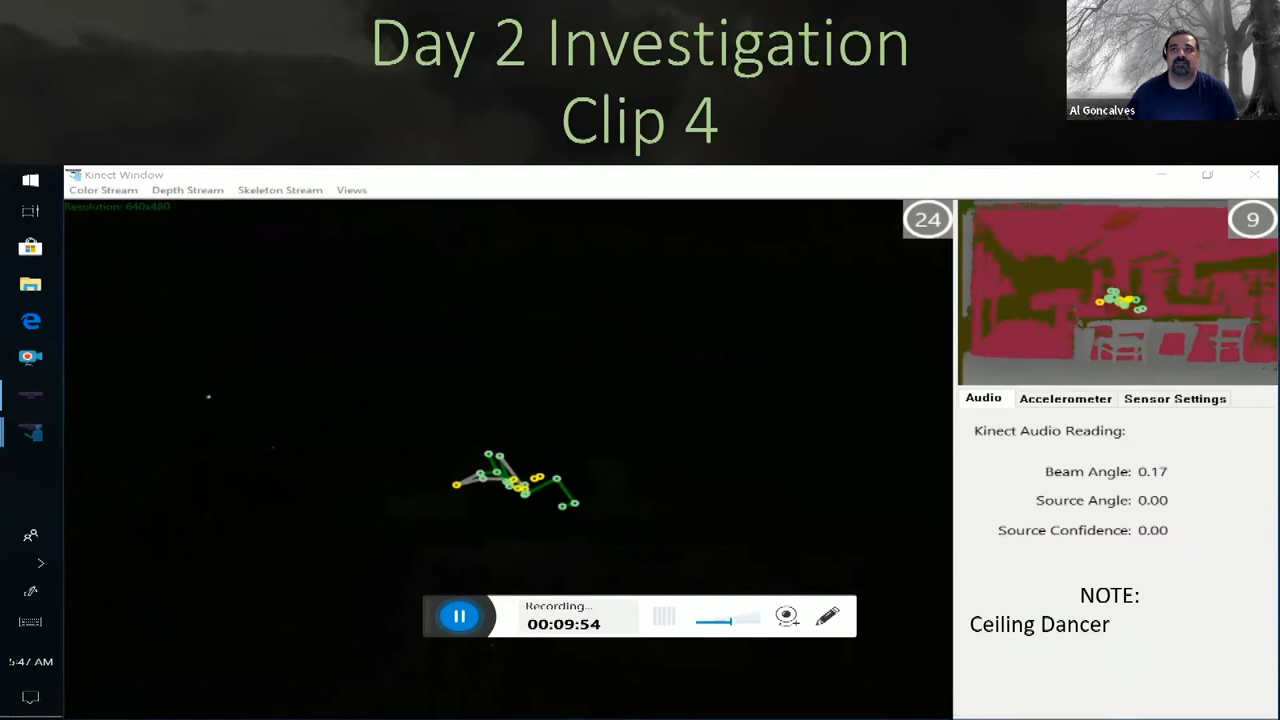 Day 2 Investigation
Clip 4
Al Goncalves
Kinect Window
Color Stream Depth Stream Skeleton Stream Views
Resolution: 640x480
24
9
Audio Accelerometer Sensor Settings
Kinect Audio Reading:
Beam Angle: 0.17
Source Angle: 0.00
Source Confidence: 0.00
Recording...
00:09:54
NOTE:
Ceiling Dancer
5:47 AM